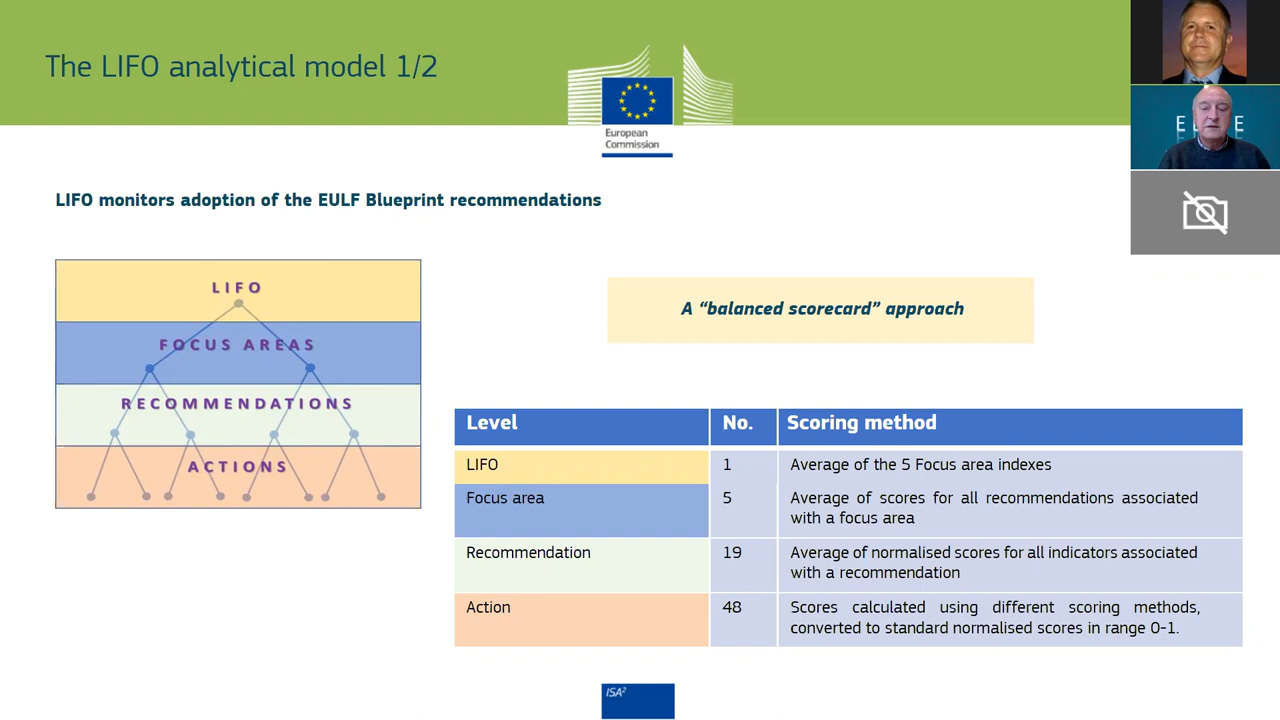 The LIFO analytical model 1/2
European
Commission
LIFO monitors adoption of the EULF Blueprint recommendations
LIFO
FOCUS AREAS
RECOMMENDATIONS
ACTIONS
A “balanced scorecard” approach
Level No. Scoring method
LIFO 1 Average of the 5 Focus area indexes
Focus area 5 Average of scores for all recommendations associated
with a focus area
Recommendation 19 Average of normalised scores for all indicators associated
with a recommendation
Action 48 Scores calculated using different scoring methods,
converted to standard normalised scores in range 0-1.
ISA²